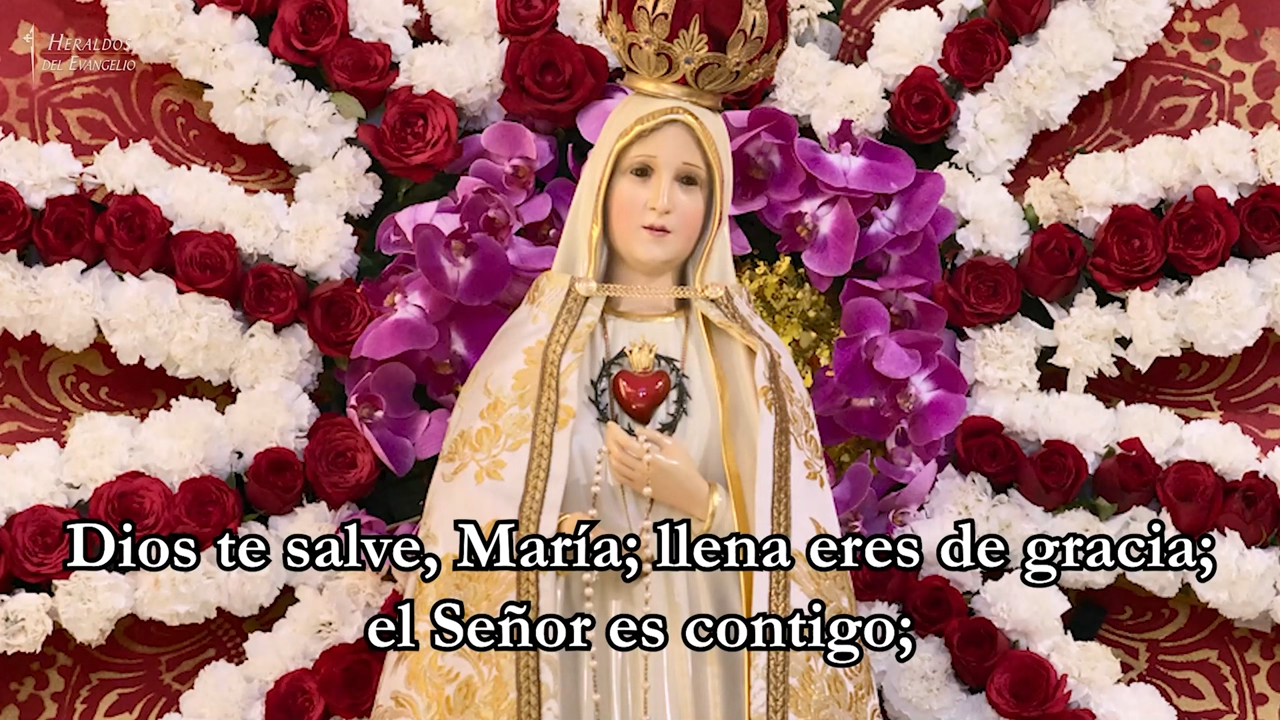 HERALDOS
DEL EVANGELIO
Dios te salve, María; llena eres de gracia;
el Señor es contigo;